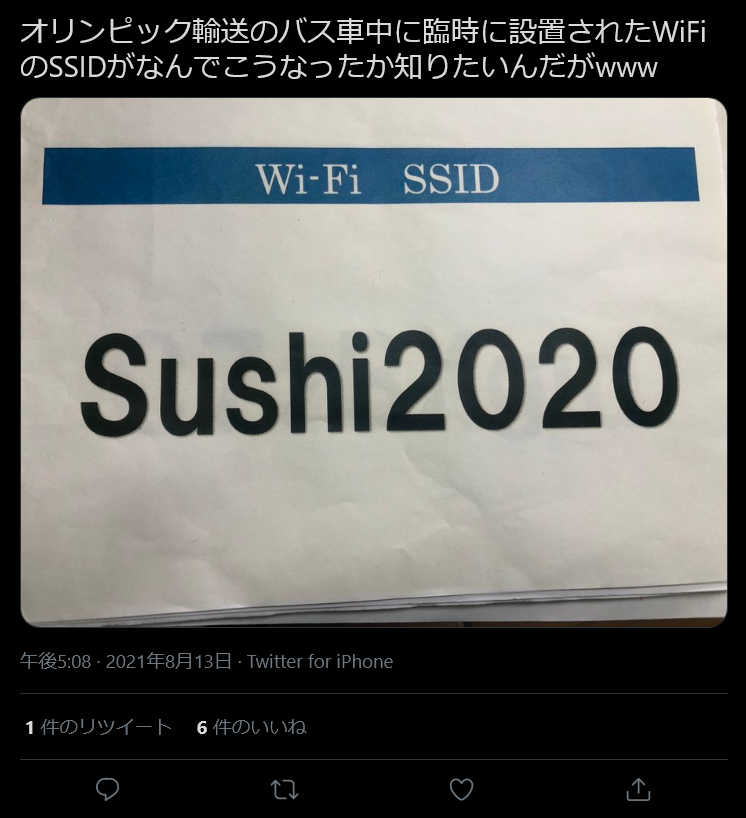 オリンピック輸送のバス車中に臨時に設置されたWiFi
のSSIDがなんでこうなったか知りたいんだがwww
Wi-Fi　SSID
Sushi2020
午後5:08 · 2021年8月13日 · Twitter for iPhone
1 件のリツイート 6 件のいいね